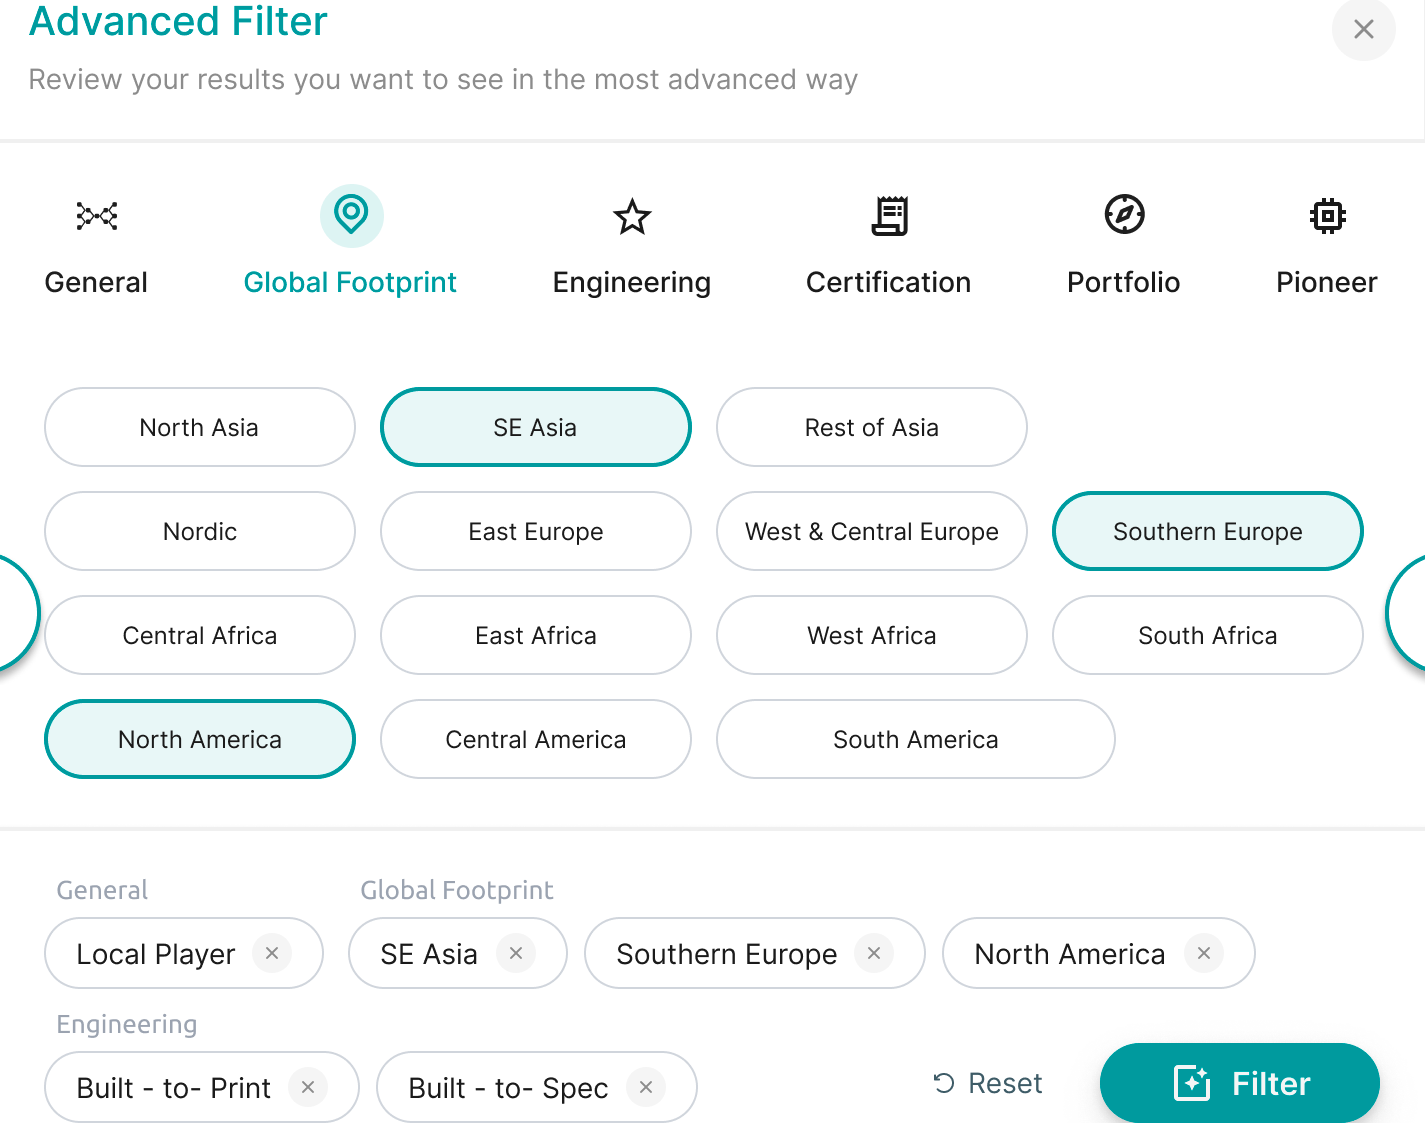 Advanced Filter
Review your results you want to see in the most advanced way
General Global Footprint Engineering Certification Portfolio Pioneer
North Asia SE Asia Rest of Asia
Nordic East Europe West & Central Europe Southern Europe
Central Africa East Africa West Africa South Africa
North America Central America South America
General Global Footprint
Local Player SE Asia Southern Europe North America
Engineering
Built - to- Print Built - to- Spec Reset Filter